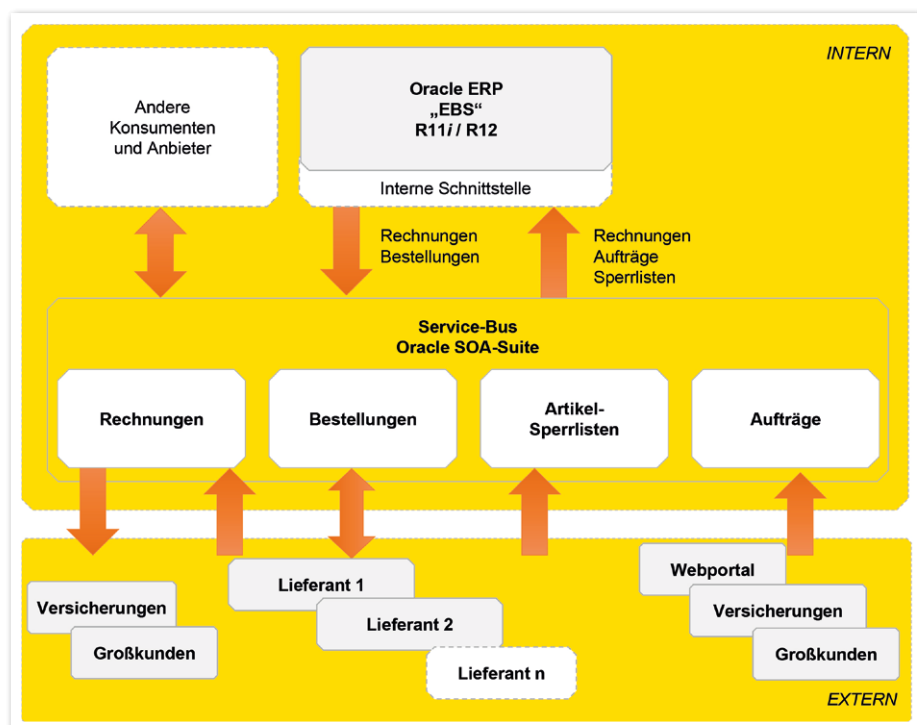 INTERN
Andere
Konsumenten
und Anbieter
Oracle ERP
„EBS“
R11i / R12
Interne Schnittstelle
Rechnungen
Bestellungen
Rechnungen
Aufträge
Sperrlisten
Service-Bus
Oracle SOA-Suite
Rechnungen
Bestellungen
Artikel-
Sperrlisten
Aufträge
Versicherungen
Großkunden
Lieferant 1
Lieferant 2
Lieferant n
Webportal
Versicherungen
Großkunden
EXTERN